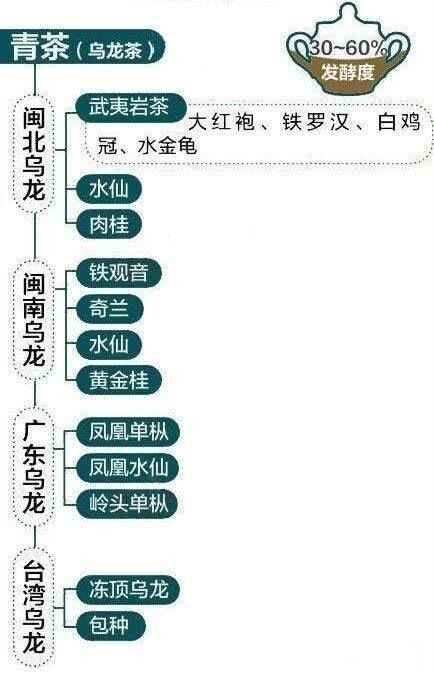 青茶（乌龙茶）
30~60%
发酵度
闽北乌龙
武夷岩茶
大红袍、铁罗汉、白鸡
冠、水金龟
水仙
肉桂
闽南乌龙
铁观音
奇兰
水仙
黄金桂
广东乌龙
凤凰单枞
凤凰水仙
岭头单枞
台湾乌龙
冻顶乌龙
包种